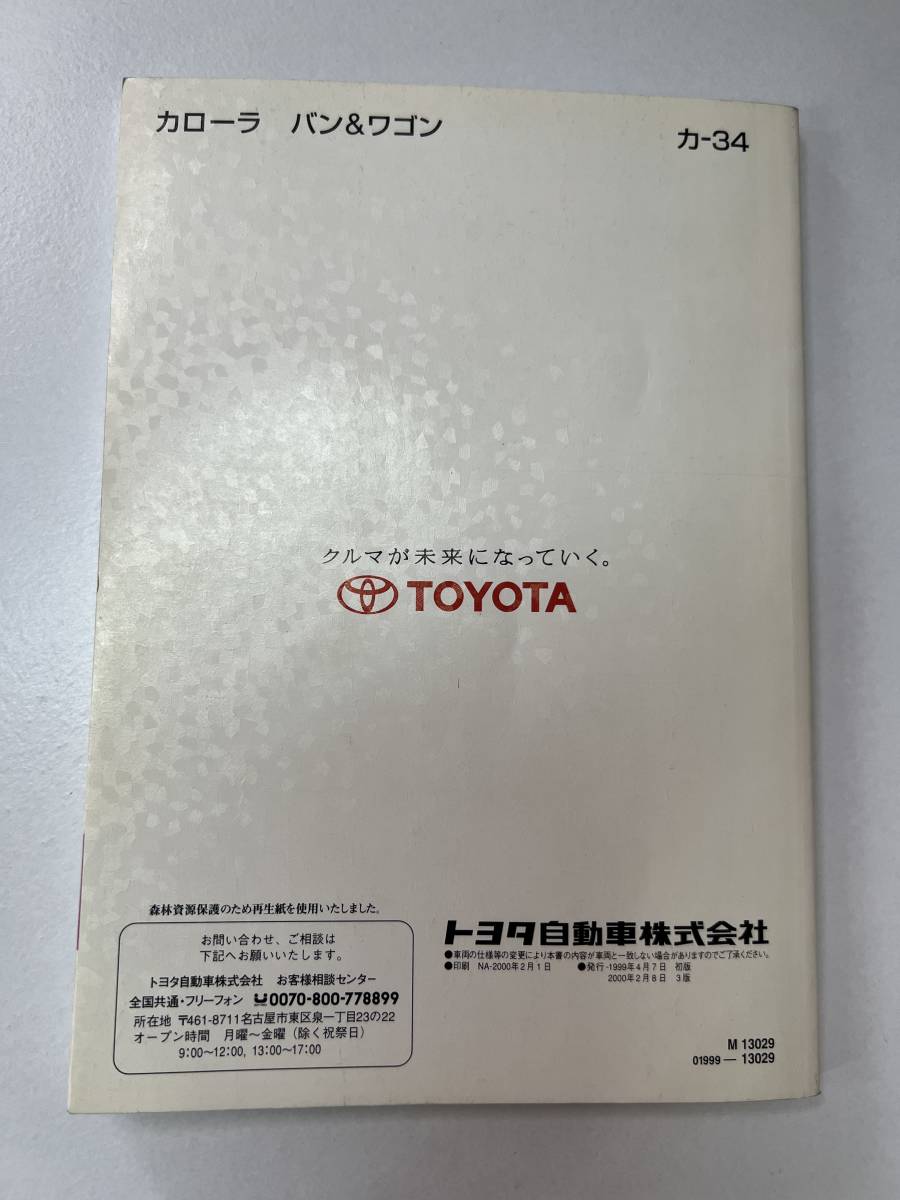 カローラ　バン&ワゴン
カ-34
クルマが未来になっていく。
TOYOTA
森林資源保護のため再生紙を使用いたしました。
お問い合わせ、ご相談は
下記へお願いいたします。
トヨタ自動車株式会社　お客様相談センター
全国共通・フリーフォン 0070-800-778899
所在地 〒461-8711名古屋市東区泉一丁目23の22
オープン時間　月曜〜金曜（除く祝祭日）
9:00〜12:00, 13:00〜17:00
トヨタ自動車株式会社
●車両の仕様等の変更により本書の内容が車両と一致しない場合がありますのでご了承ください。
●印刷　NA-2000年2月1日　●発行-1999年4月7日　初版
2000年2月8日　3版
M 13029
01999 — 13029